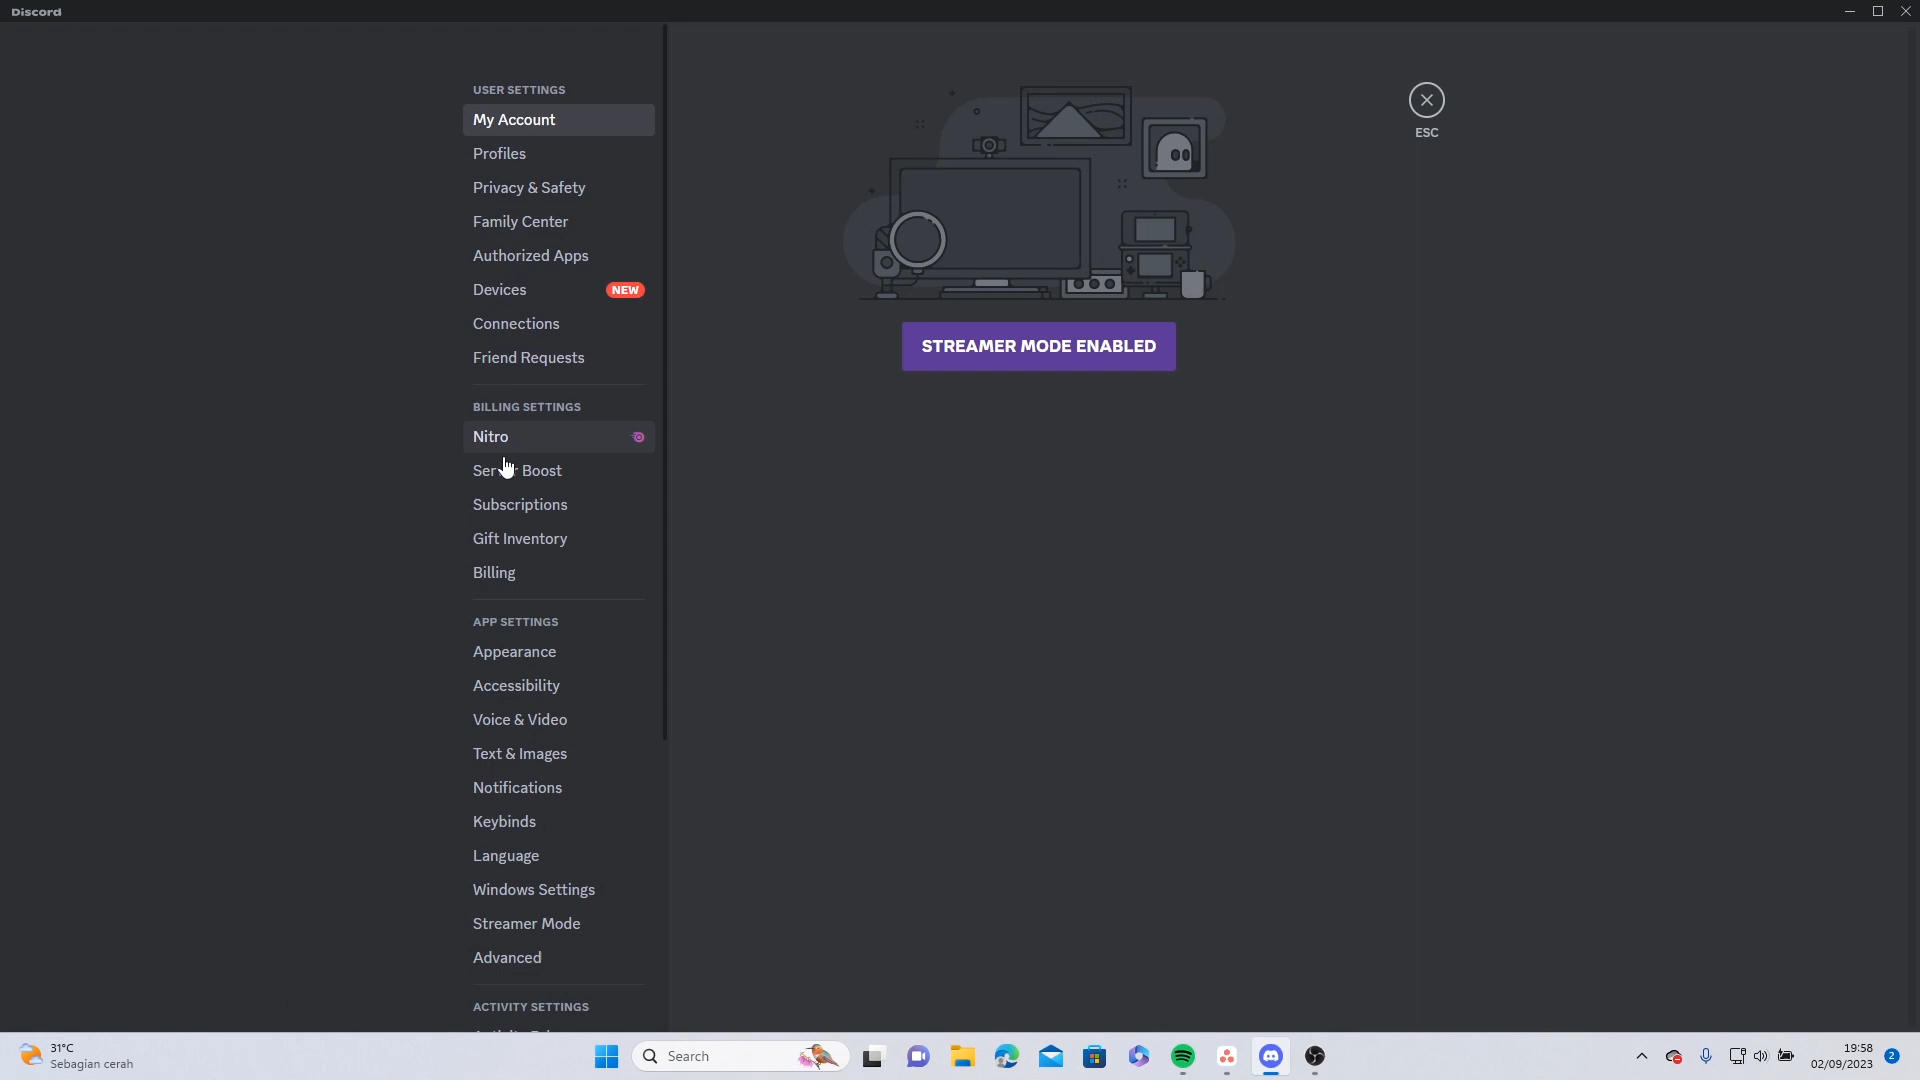 Discord
USER SETTINGS
My Account
Profiles
Privacy & Safety
Family Center
Authorized Apps
Devices NEW
Connections
Friend Requests
BILLING SETTINGS
Nitro
Server Boost
Subscriptions
Gift Inventory
Billing
APP SETTINGS
Appearance
Accessibility
Voice & Video
Text & Images
Notifications
Keybinds
Language
Windows Settings
Streamer Mode
Advanced
ACTIVITY SETTINGS
ESC
STREAMER MODE ENABLED
31°C
Sebagian cerah
Search
19:58
02/09/2023
2